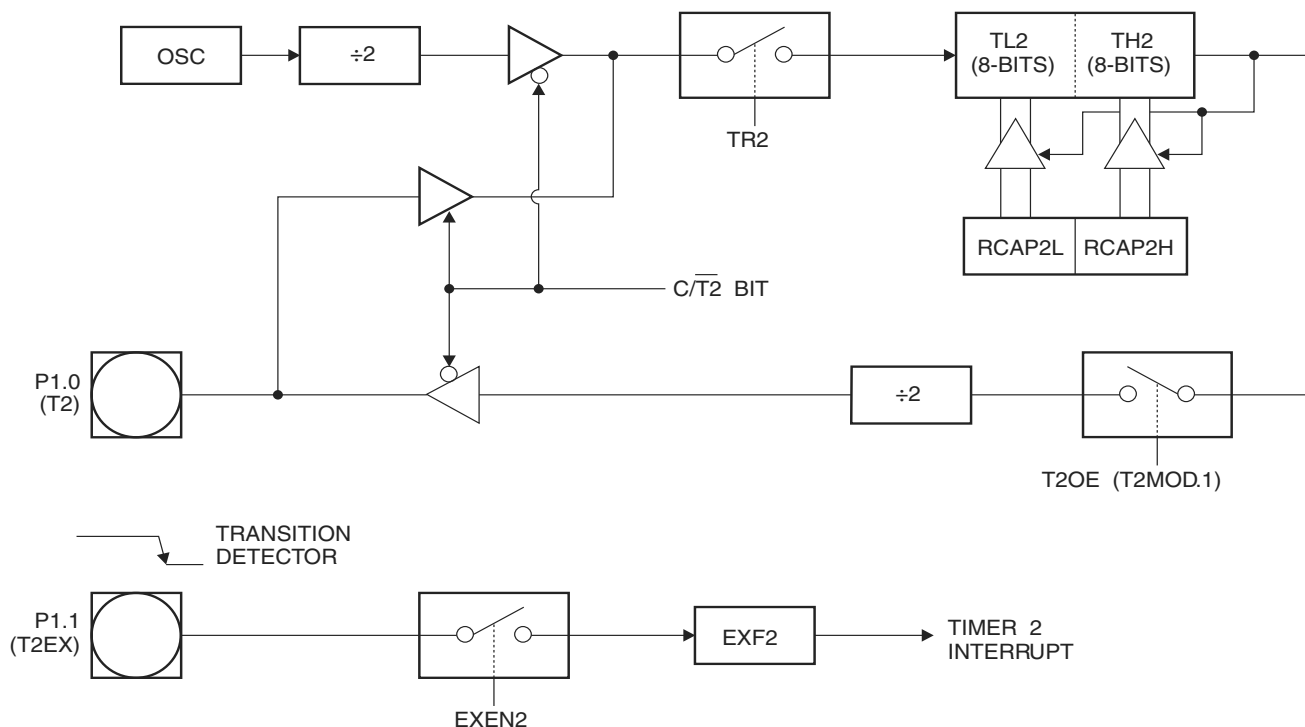 OSC
÷2
TR2
TL2
(8-BITS)
TH2
(8-BITS)
RCAP2L
RCAP2H
C/T2 BIT
P1.0
(T2)
÷2
T2OE (T2MOD.1)
TRANSITION
DETECTOR
P1.1
(T2EX)
EXEN2
EXF2
TIMER 2
INTERRUPT